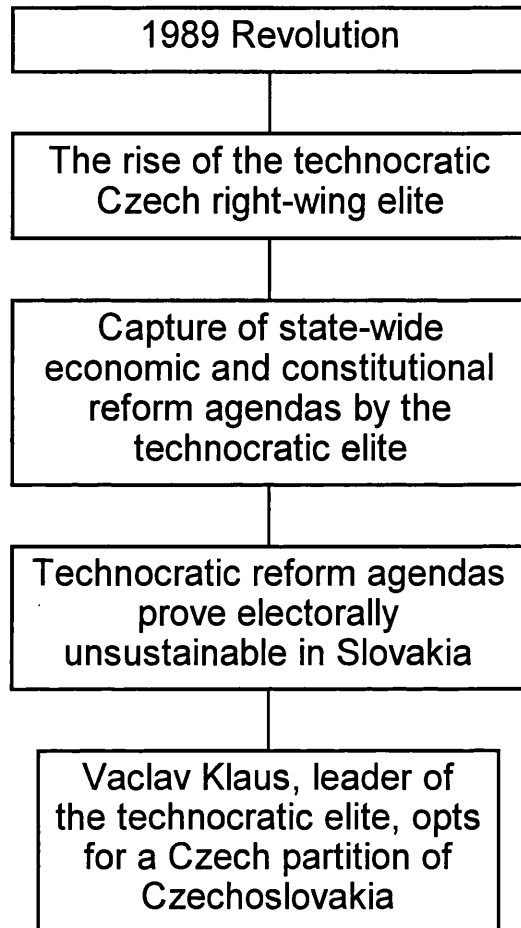 1989 Revolution
The rise of the technocratic
Czech right-wing elite
Capture of state-wide
economic and constitutional
reform agendas by the
technocratic elite
Technocratic reform agendas
prove electorally
unsustainable in Slovakia
Vaclav Klaus, leader of
the technocratic elite, opts
for a Czech partition of
Czechoslovakia